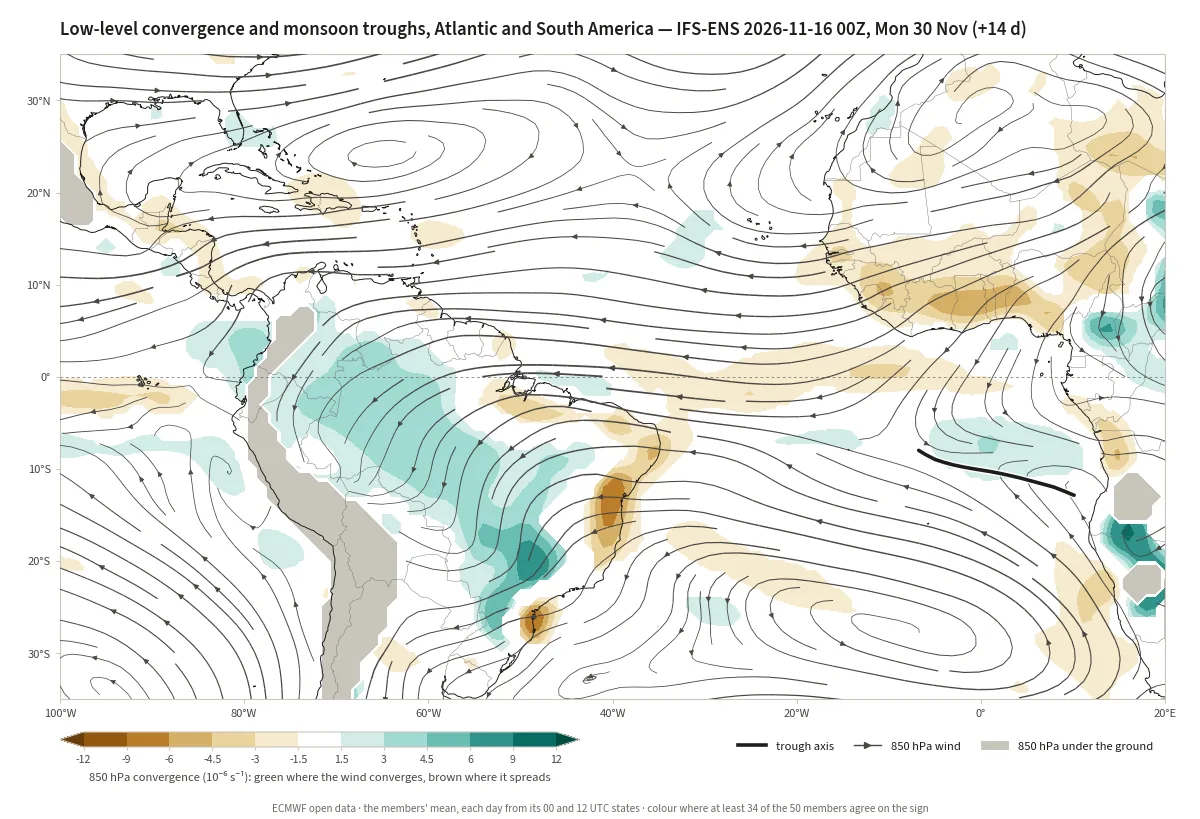 Low-level convergence and monsoon troughs, Atlantic and South America — IFS-ENS 2026-11-16 00Z, Mon 30 Nov (+14 d)
30°N
20°N
10°N
0°
10°S
20°S
30°S
100°W 80°W 60°W 40°W 20°W 0° 20°E
-12 -9 -6 -4.5 -3 -1.5 1.5 3 4.5 6 9 12
850 hPa convergence (10⁻⁶ s⁻¹): green where the wind converges, brown where it spreads
trough axis 850 hPa wind 850 hPa under the ground
ECMWF open data · the members' mean, each day from its 00 and 12 UTC states · colour where at least 34 of the 50 members agree on the sign